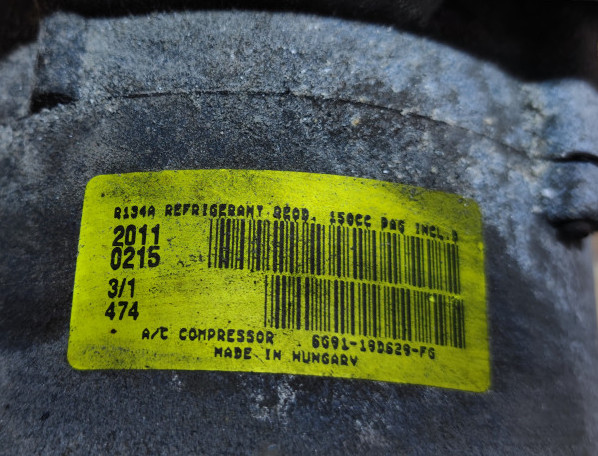 R134A REFRIGERANT REQD. 150CC PAG INCL.D
2011
0215
3/1
474
A/C COMPRESSOR 6G91-19D629-FG
MADE IN HUNGARY